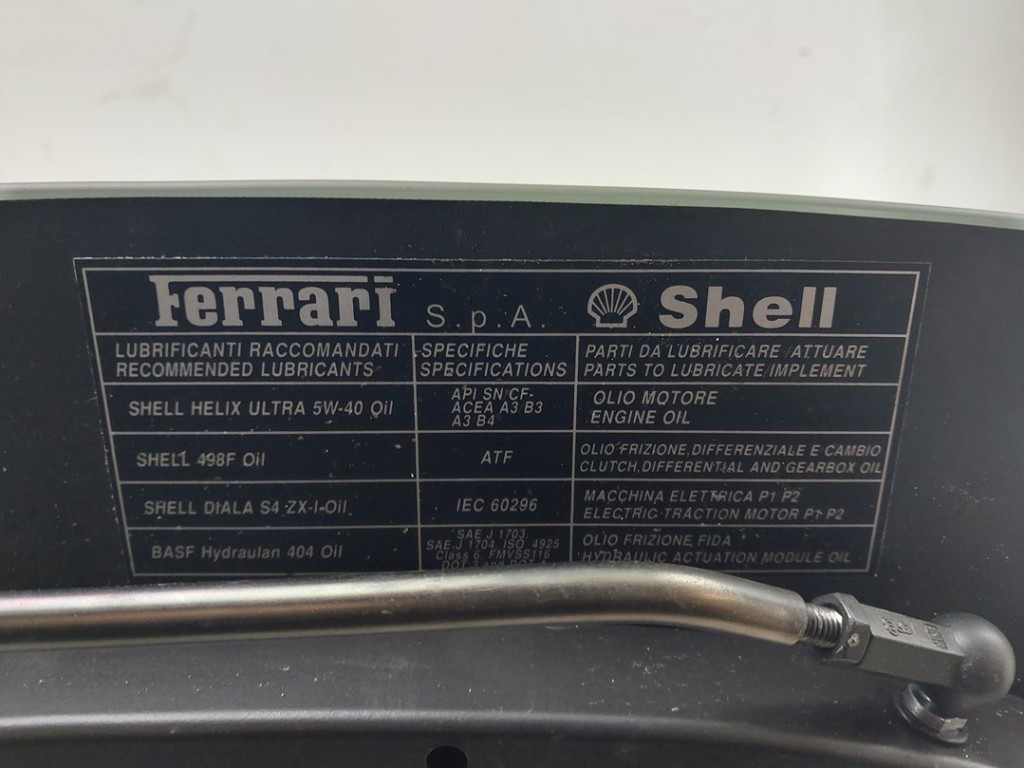 Ferrari S.p.A. Shell
LUBRIFICANTI RACCOMANDATI
RECOMMENDED LUBRICANTS
SPECIFICHE
SPECIFICATIONS
PARTI DA LUBRIFICARE/ATTUARE
PARTS TO LUBRICATE IMPLEMENT
SHELL HELIX ULTRA 5W-40 Oil
API SN CF-
ACEA A3 B3
A3 B4
OLIO MOTORE
ENGINE OIL
SHELL 498F Oil
ATF
OLIO FRIZIONE,DIFFERENZIALE E CAMBIO
CLUTCH,DIFFERENTIAL AND GEARBOX OIL
SHELL DIALA S4 ZX-I-Oil
IEC 60296
MACCHINA ELETTRICA P1 P2
ELECTRIC TRACTION MOTOR P1 P2
BASF Hydraulan 404 Oil
SAE J 1703
SAE J 1704, ISO 4925
Class 6, FMVSS116
OLIO FRIZIONE, FIDA
HYDRAULIC ACTUATION MODULE OIL